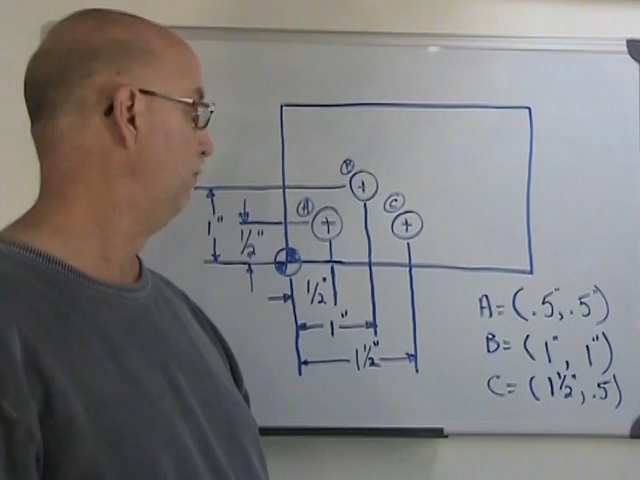 B
A
C
1"
1/2"
1/2"
1"
1 1/2"
A = (.5", .5")
B = (1", 1")
C = (1 1/2", .5)